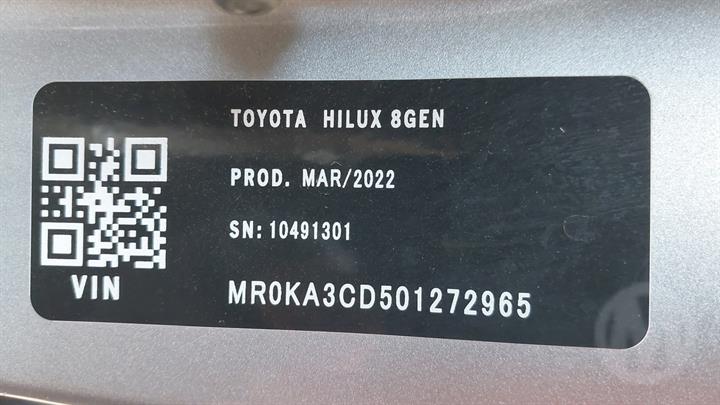 TOYOTA HILUX 8GEN
PROD. MAR/2022
SN: 10491301
VIN
MR0KA3CD501272965